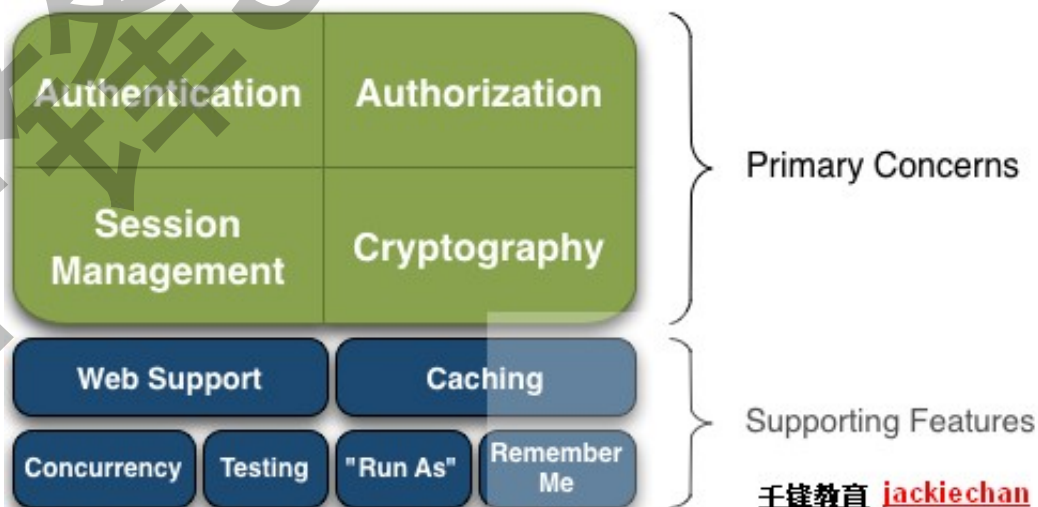 Authentication
Authorization
Session
Management
Cryptography
Primary Concerns
Web Support
Caching
Concurrency
Testing
"Run As"
Remember
Me
Supporting Features
千锋教育 jackiechan